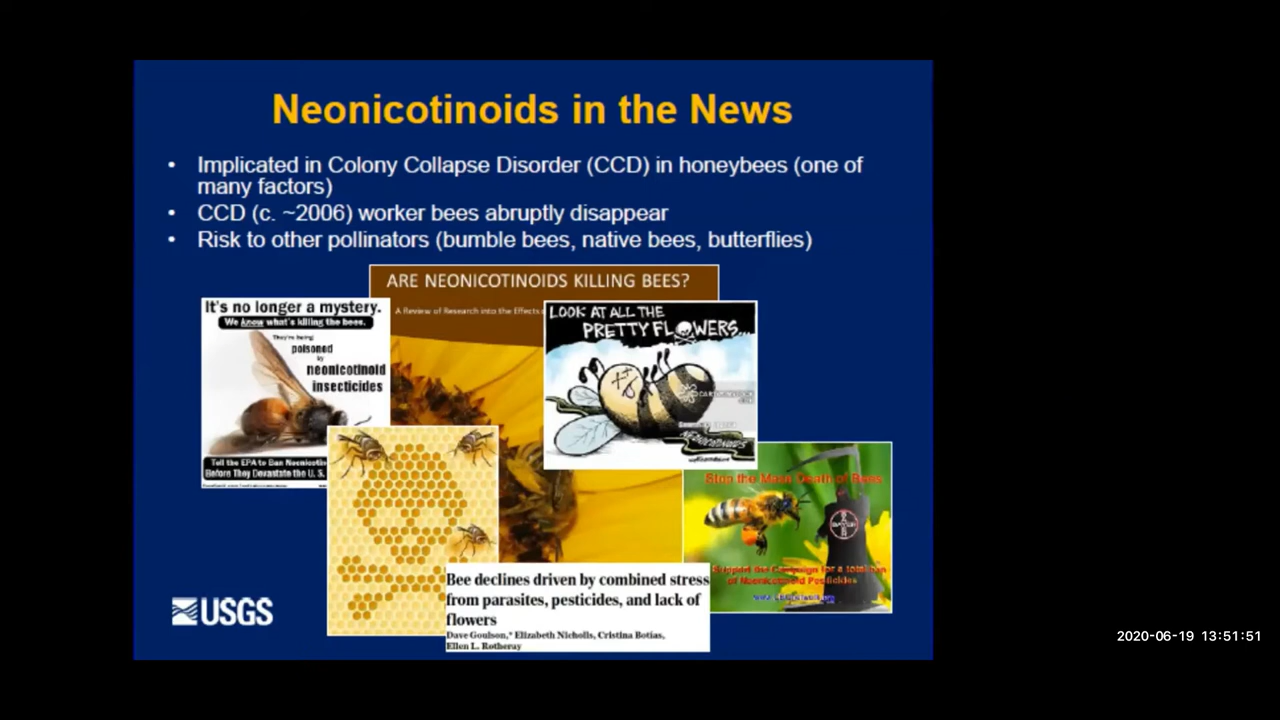 Neonicotinoids in the News
• Implicated in Colony Collapse Disorder (CCD) in honeybees (one of
many factors)
• CCD (c. ~2006) worker bees abruptly disappear
• Risk to other pollinators (bumble bees, native bees, butterflies)
ARE NEONICOTINOIDS KILLING BEES?
A Review of Research into the Effects
It's no longer a mystery.
We know what's killing the bees.
They're being
poisoned
by
neonicotinoid
insecticides
Tell the EPA to Ban
Before They Devastate the U. S.
LOOK AT ALL THE
PRETTY FLOWERS...
Stop the Mass Death of Bees
BAYER
Support the Campaign for a total
of Neonicotinoid Pesticides
Bee declines driven by combined stress
from parasites, pesticides, and lack of
flowers
Dave Goulson,* Elizabeth Nicholls, Cristina Botías,
Ellen L. Rotheray
USGS
2020-06-19 13:51:51